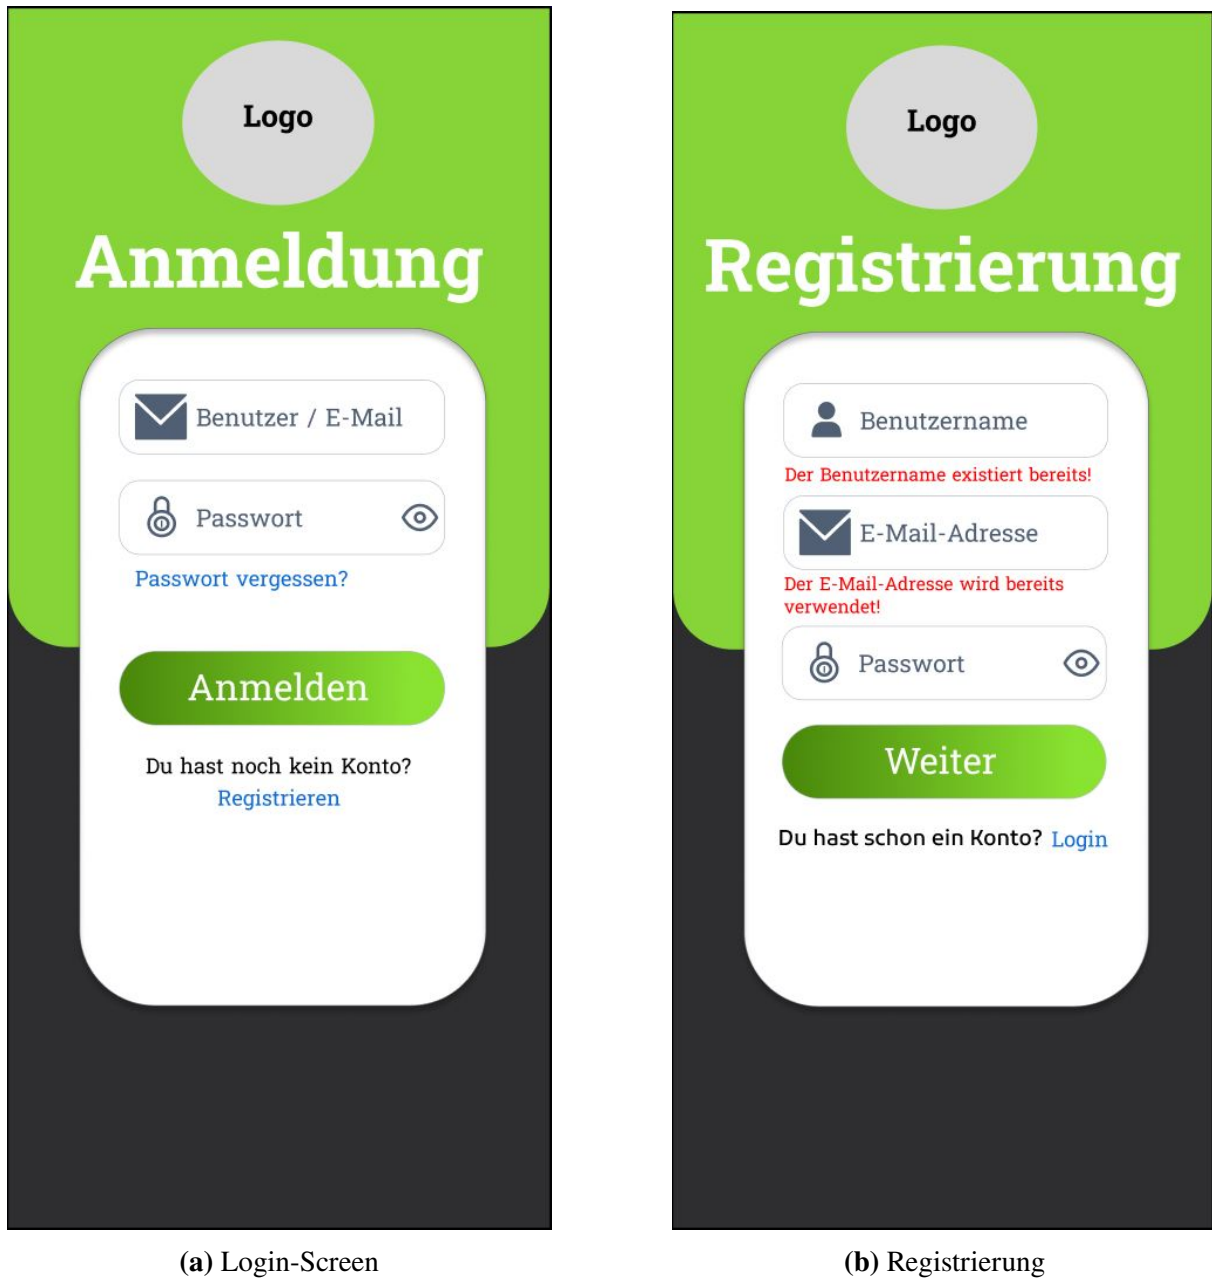 Logo
Anmeldung
Benutzer / E-Mail
Passwort
Passwort vergessen?
Anmelden
Du hast noch kein Konto?
Registrieren
(a) Login-Screen
Logo
Registrierung
Benutzername
Der Benutzername existiert bereits!
E-Mail-Adresse
Der E-Mail-Adresse wird bereits
verwendet!
Passwort
Weiter
Du hast schon ein Konto? Login
(b) Registrierung